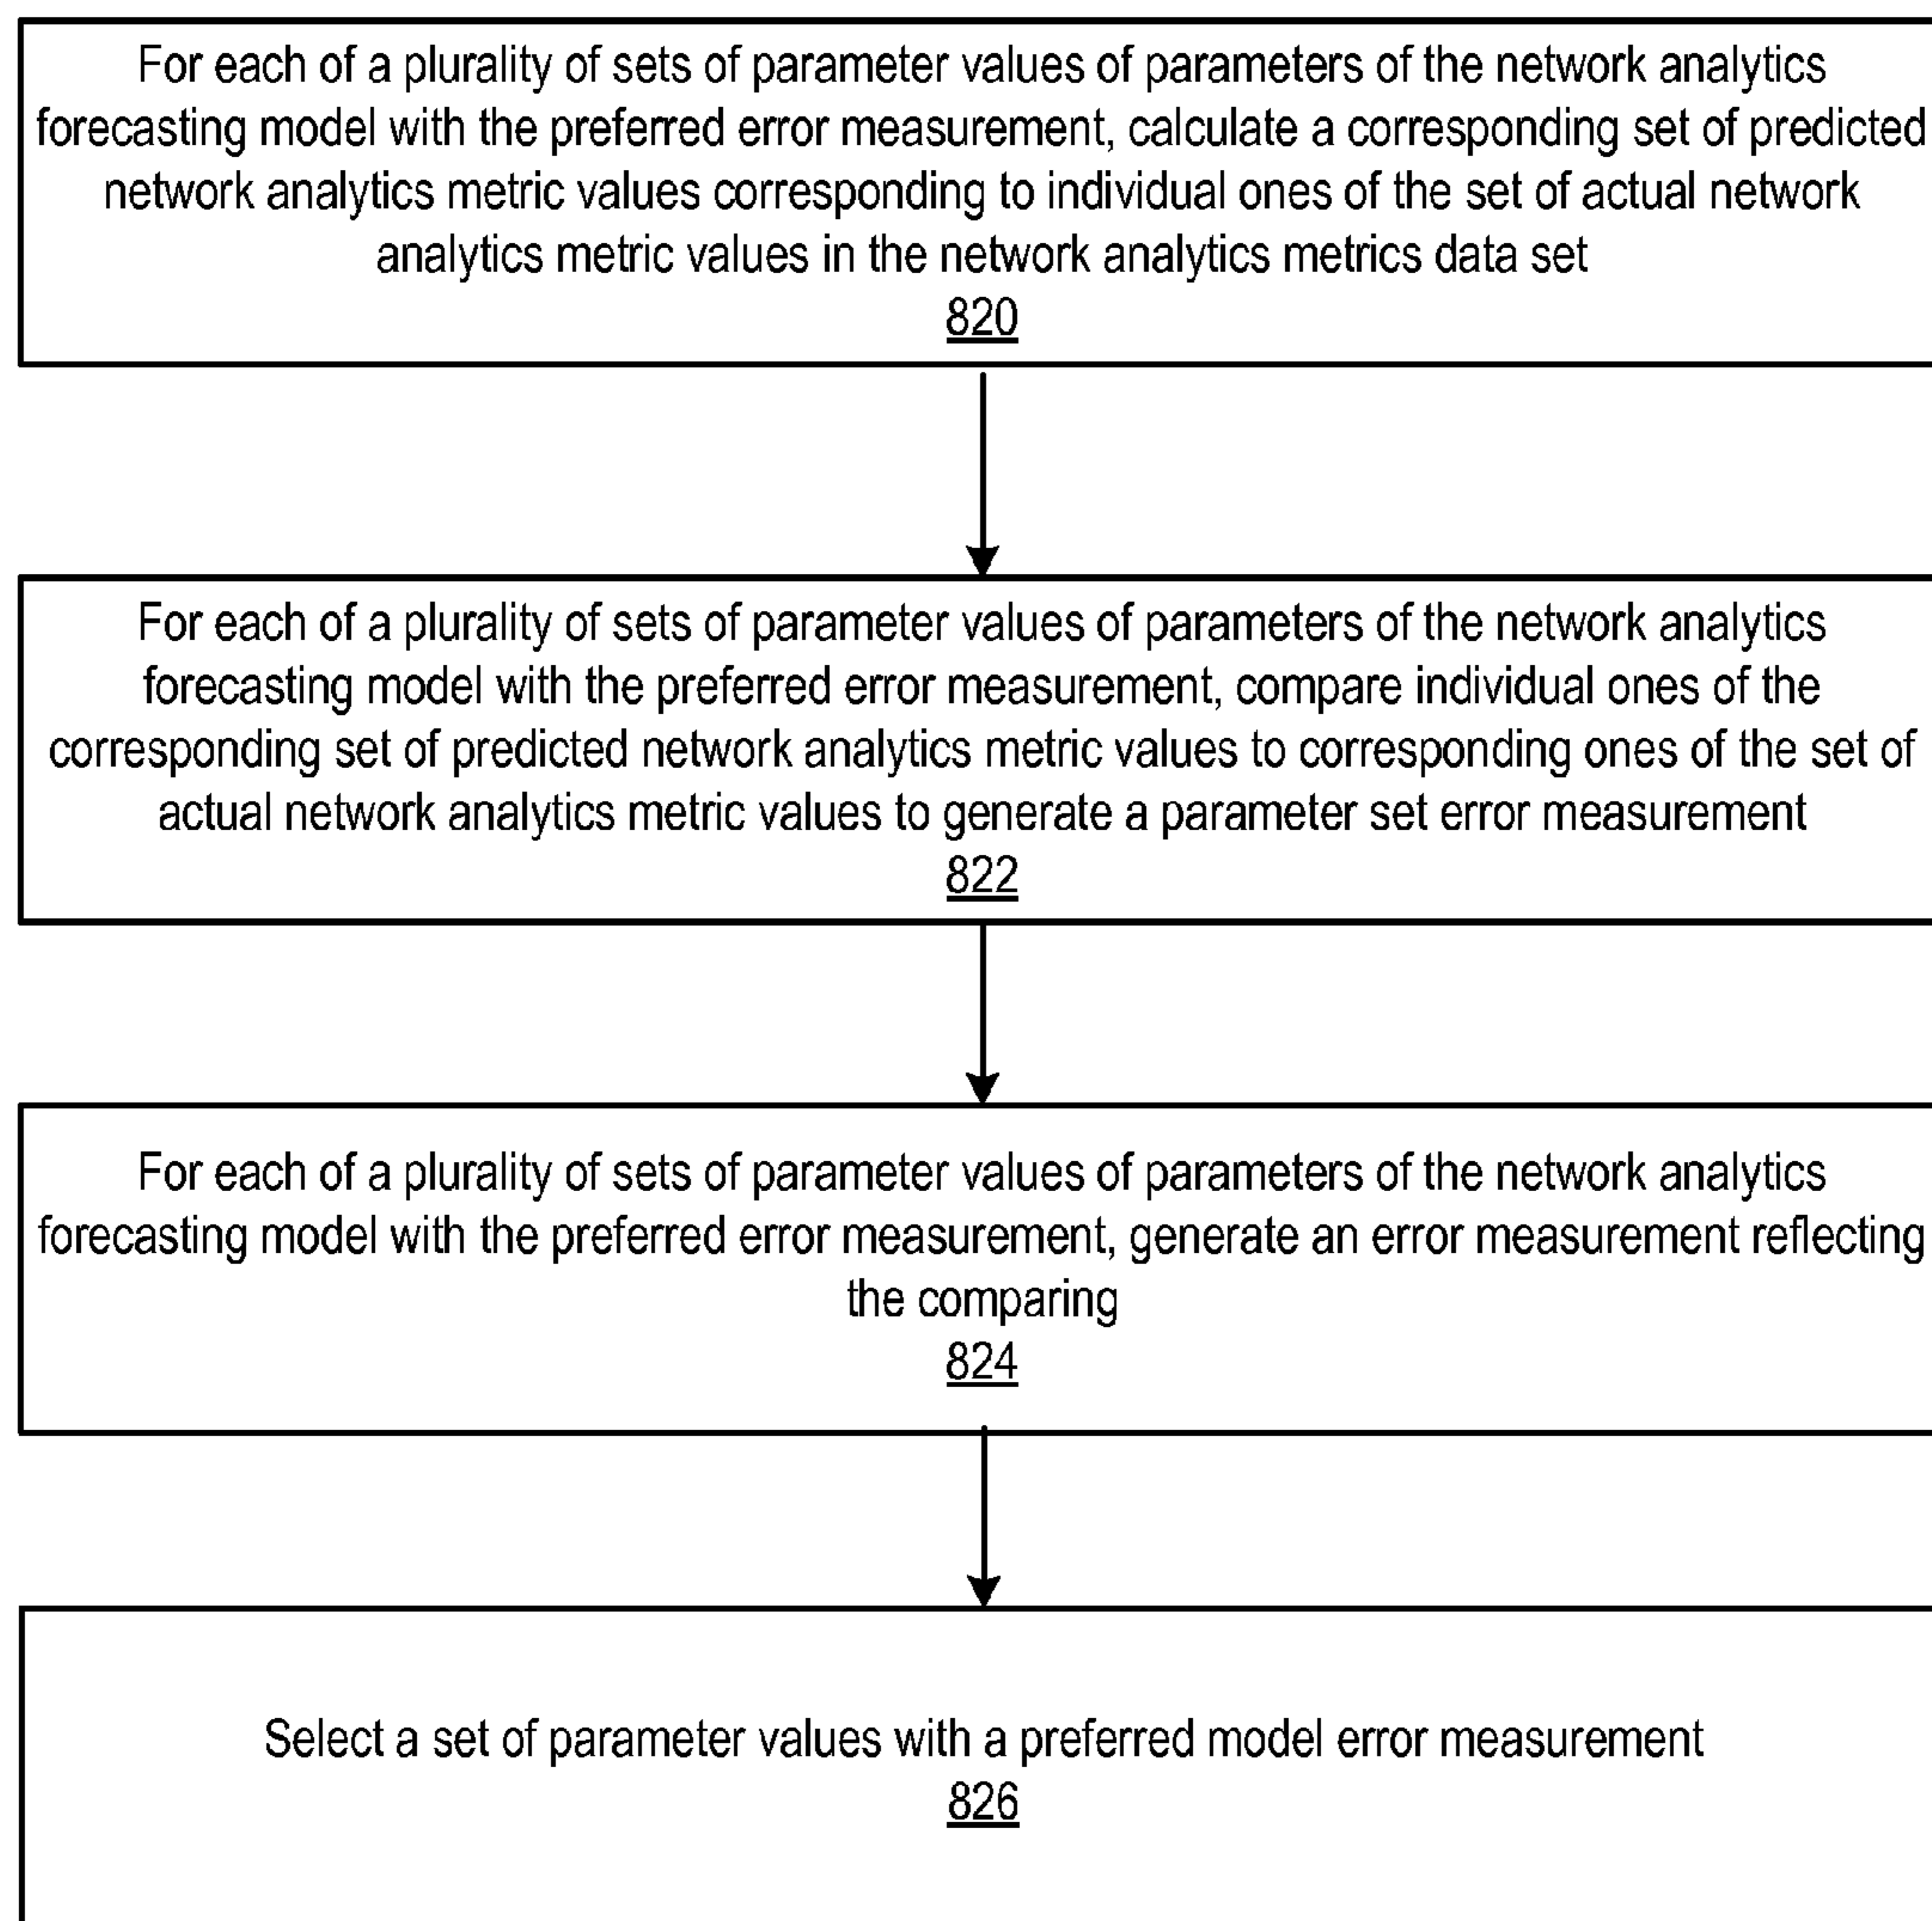 For each of a plurality of sets of parameter values of parameters of the network analytics
forecasting model with the preferred error measurement, calculate a corresponding set of predicted
network analytics metric values corresponding to individual ones of the set of actual network
analytics metric values in the network analytics metrics data set
820
For each of a plurality of sets of parameter values of parameters of the network analytics
forecasting model with the preferred error measurement, compare individual ones of the
corresponding set of predicted network analytics metric values to corresponding ones of the set of
actual network analytics metric values to generate a parameter set error measurement
822
For each of a plurality of sets of parameter values of parameters of the network analytics
forecasting model with the preferred error measurement, generate an error measurement reflecting
the comparing
824
Select a set of parameter values with a preferred model error measurement
826